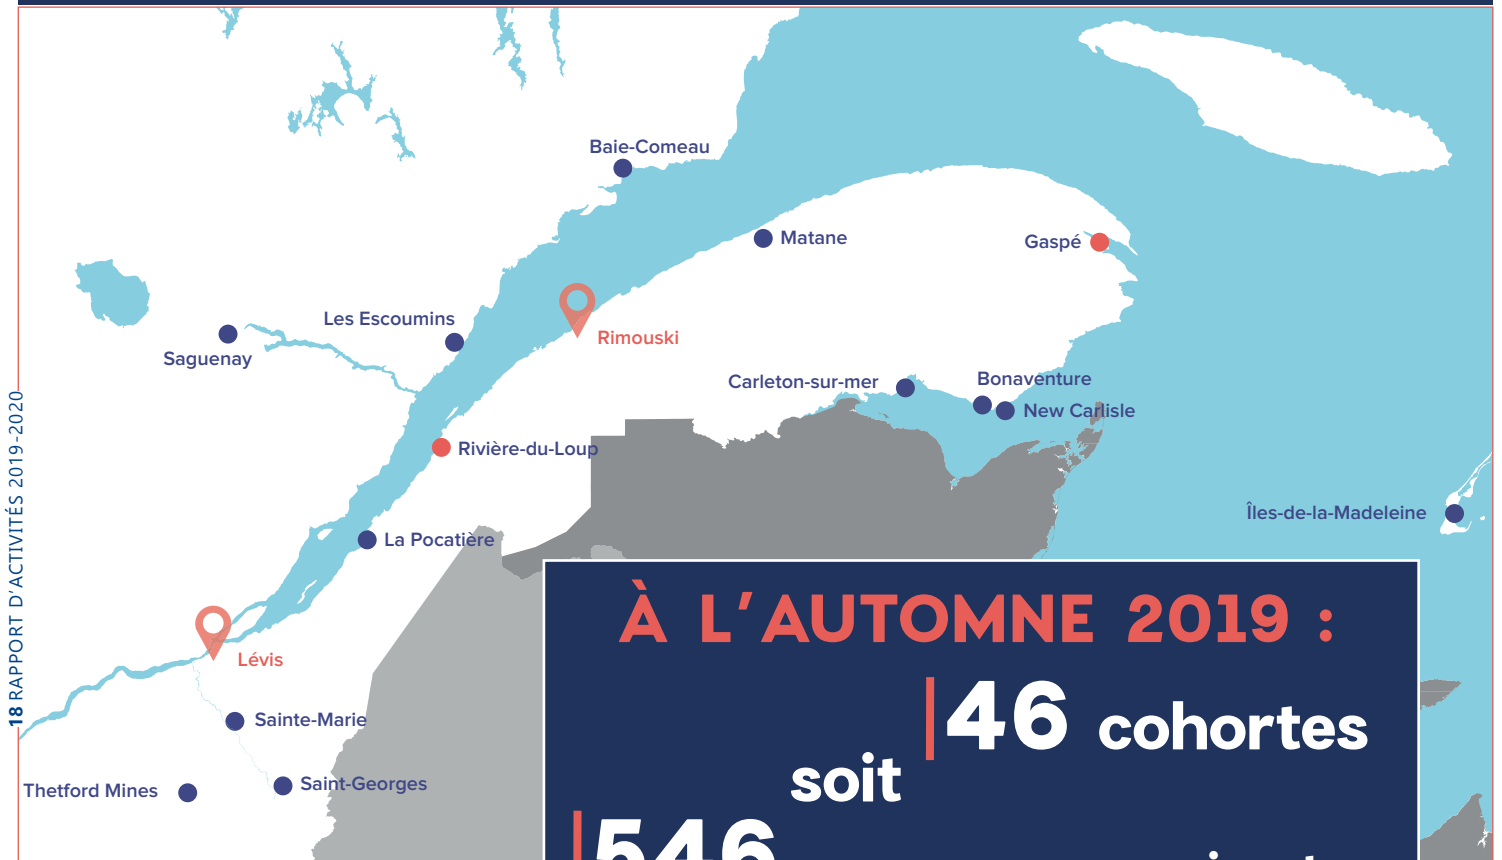 Baie-Comeau
Matane
Gaspé
Les Escoumins
Rimouski
Saguenay
Carleton-sur-mer
Bonaventure
New Carlisle
Rivière-du-Loup
Îles-de-la-Madeleine
La Pocatière
Lévis
Sainte-Marie
Thetford Mines
Saint-Georges
18 RAPPORT D'ACTIVITÉS 2019-2020
À L'AUTOMNE 2019 :
46 cohortes
soit
546